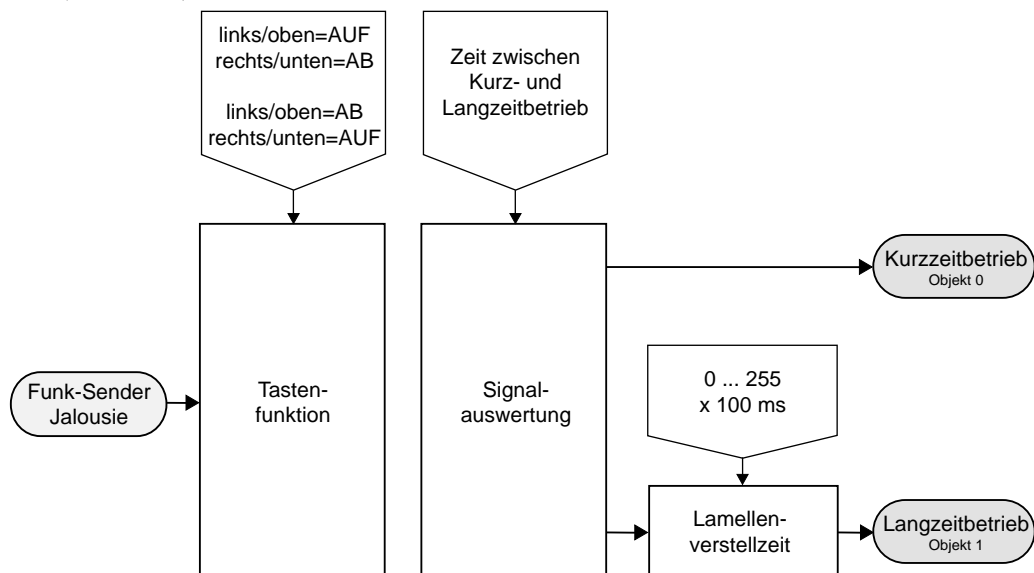 links/oben=AUF
rechts/unten=AB
links/oben=AB
rechts/unten=AUF
Zeit zwischen
Kurz- und
Langzeitbetrieb
Kurzzeitbetrieb
Objekt 0
Funk-Sender
Jalousie
Tasten-
funktion
Signal-
auswertung
0 ... 255
x 100 ms
Lamellen-
verstellzeit
Langzeitbetrieb
Objekt 1